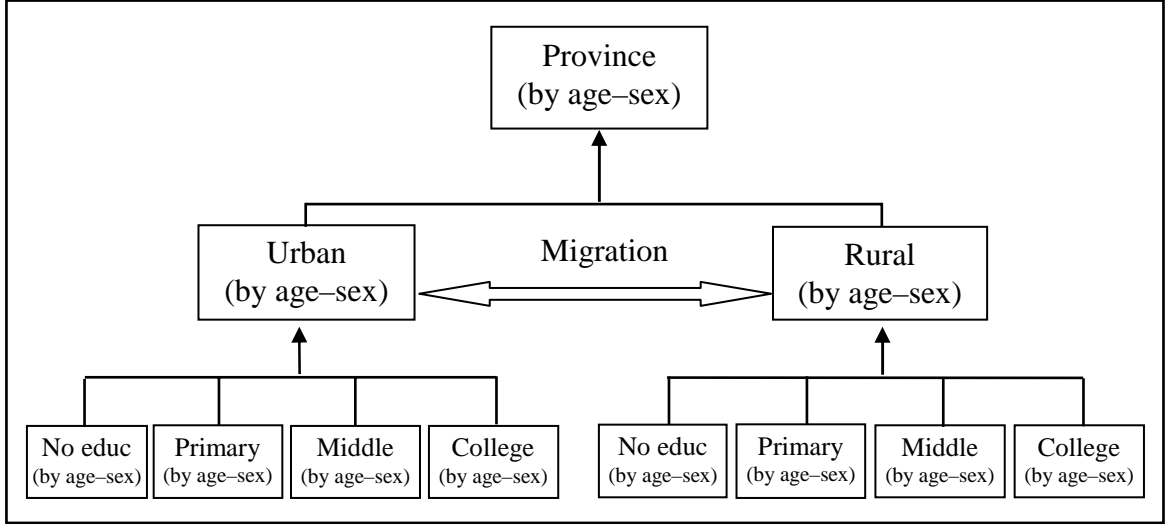 Province
(by age–sex)
Urban
(by age–sex)
Migration
Rural
(by age–sex)
No educ
(by age–sex)
Primary
(by age–sex)
Middle
(by age–sex)
College
(by age–sex)
No educ
(by age–sex)
Primary
(by age–sex)
Middle
(by age–sex)
College
(by age–sex)